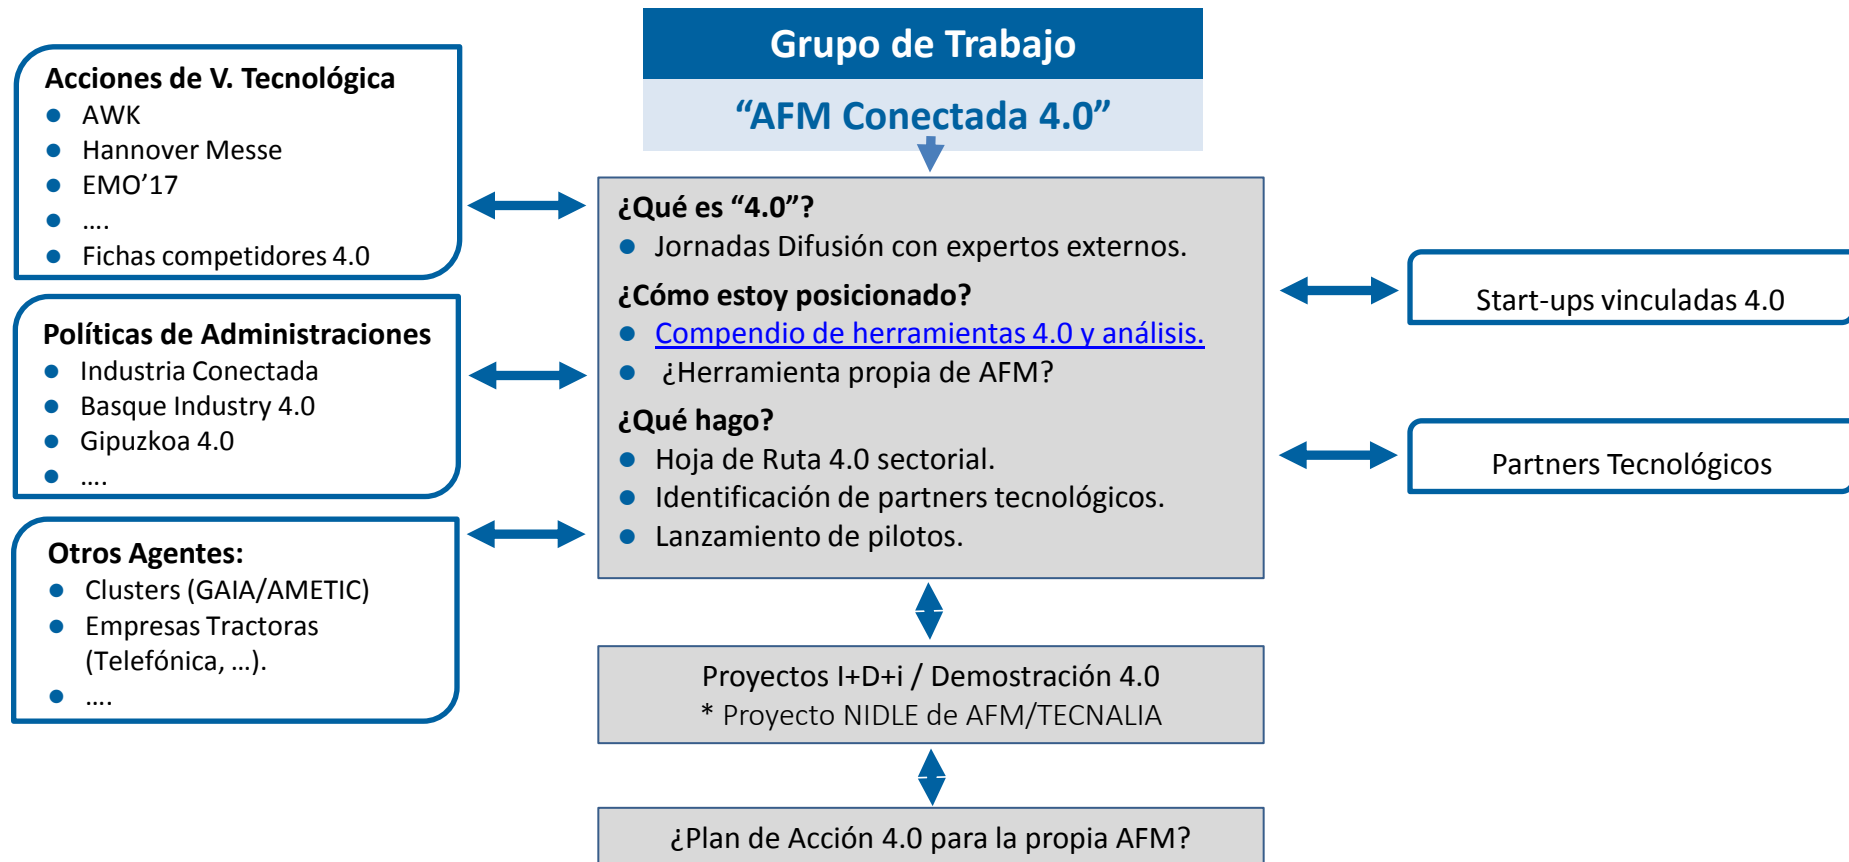 Grupo de Trabajo
“AFM Conectada 4.0”
Acciones de V. Tecnológica
● AWK
● Hannover Messe
● EMO’17
● ….
● Fichas competidores 4.0
Políticas de Administraciones
● Industria Conectada
● Basque Industry 4.0
● Gipuzkoa 4.0
● ….
Otros Agentes:
● Clusters (GAIA/AMETIC)
● Empresas Tractoras
(Telefónica, …).
● ….
¿Qué es “4.0”?
● Jornadas Difusión con expertos externos.
¿Cómo estoy posicionado?
● Compendio de herramientas 4.0 y análisis.
● ¿Herramienta propia de AFM?
¿Qué hago?
● Hoja de Ruta 4.0 sectorial.
● Identificación de partners tecnológicos.
● Lanzamiento de pilotos.
Start-ups vinculadas 4.0
Partners Tecnológicos
Proyectos I+D+i / Demostración 4.0
* Proyecto NIDLE de AFM/TECNALIA
¿Plan de Acción 4.0 para la propia AFM?